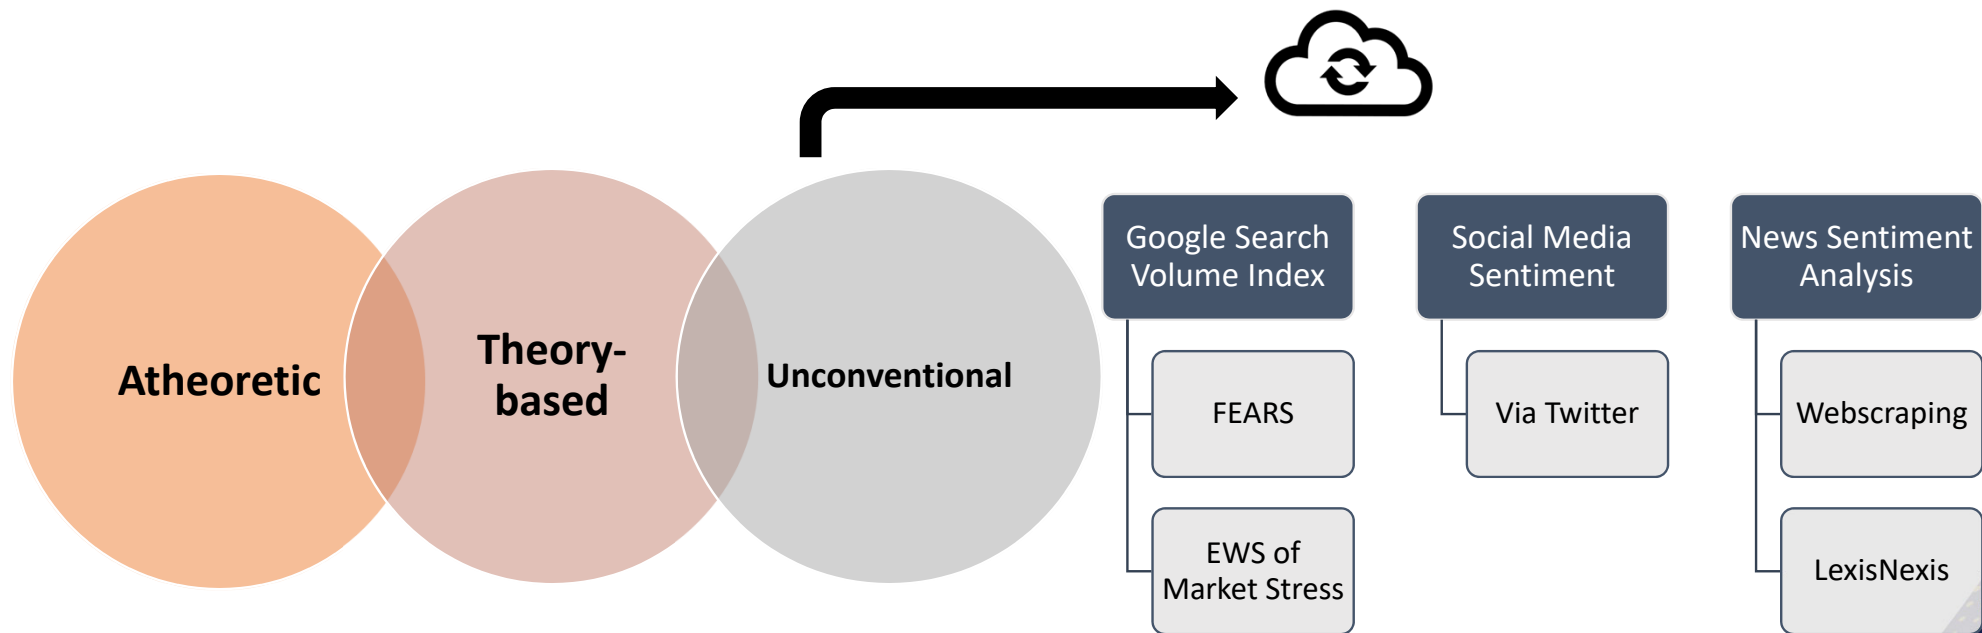 Atheoretic
Theory-
based
Unconventional
Google Search
Volume Index
FEARS
EWS of
Market Stress
Social Media
Sentiment
Via Twitter
News Sentiment
Analysis
Webscraping
LexisNexis